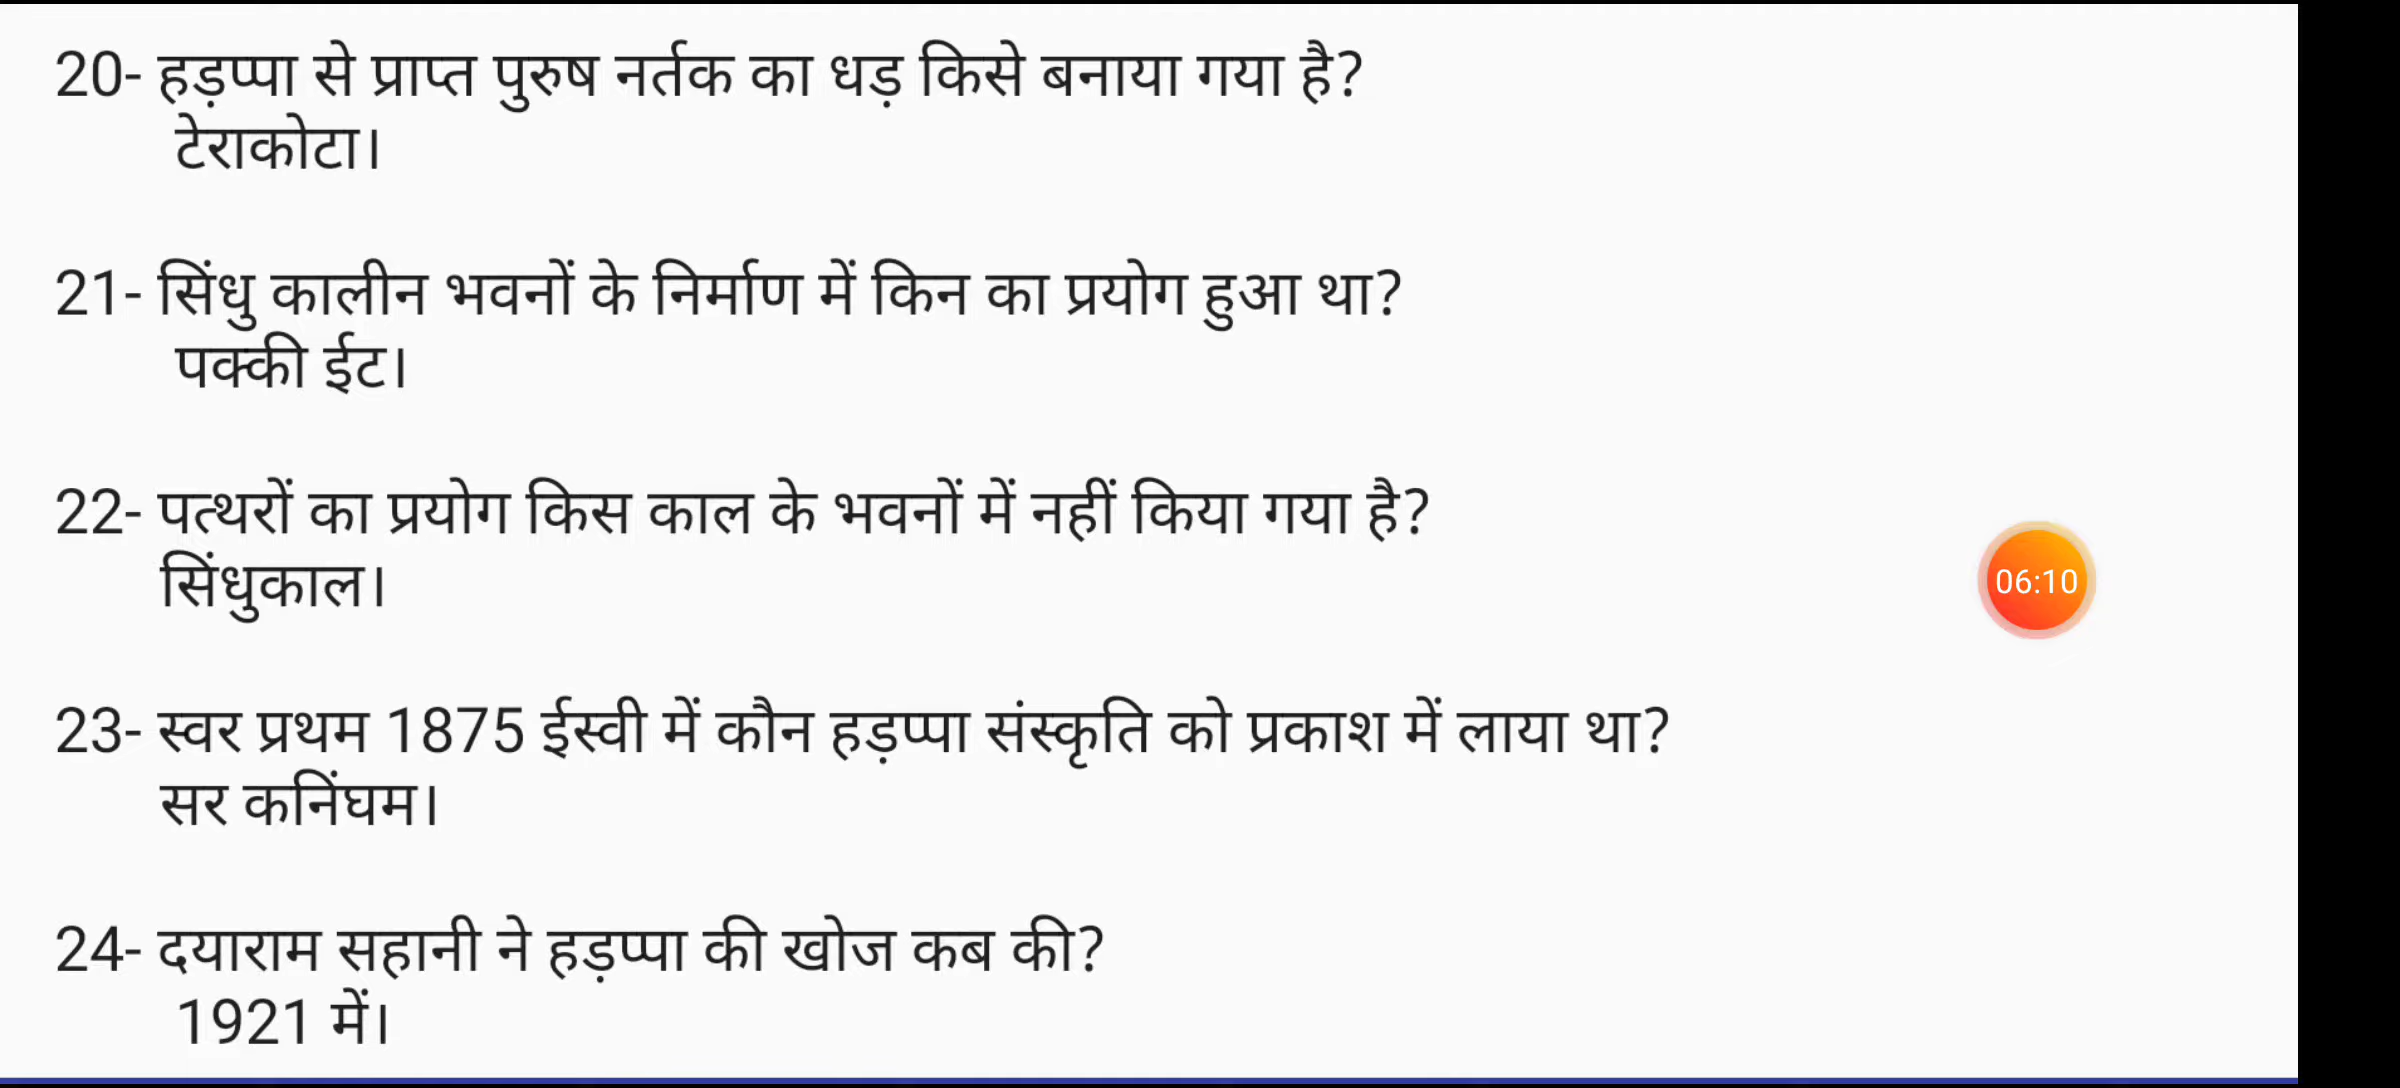 20- हड़प्पा से प्राप्त पुरुष नर्तक का धड़ किसे बनाया गया है?
टेराकोटा।
21- सिंधु कालीन भवनों के निर्माण में किन का प्रयोग हुआ था?
पक्की ईट।
22- पत्थरों का प्रयोग किस काल के भवनों में नहीं किया गया है?
सिंधुकाल।
06:10
23- स्वर प्रथम 1875 ईस्वी में कौन हड़प्पा संस्कृति को प्रकाश में लाया था?
सर कनिंघम।
24- दयाराम सहानी ने हड़प्पा की खोज कब की?
1921 में।